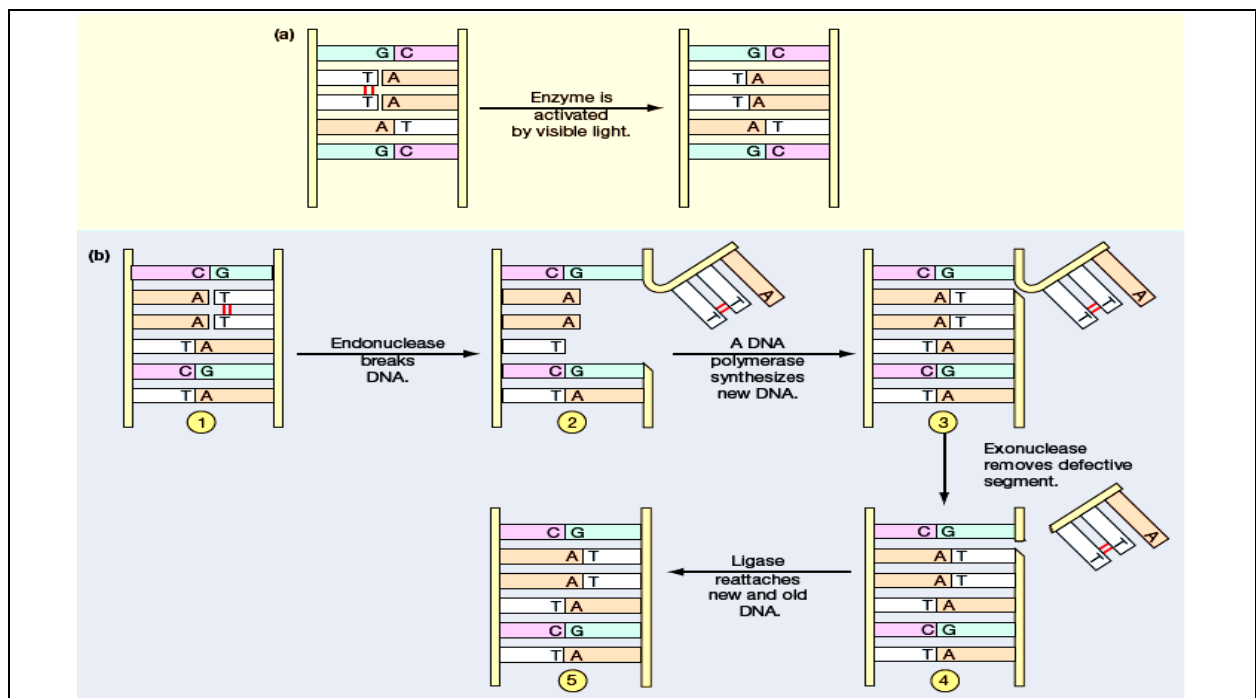 (a)
G C
T A
T A
A T
G C
Enzyme is
activated
by visible light.
G C
T A
T A
A T
G C
(b)
C G
A T
A T
T A
C G
T A
1
Endonuclease
breaks
DNA.
C G
A
A
T
C G
T A
T T A
2
A DNA
polymerase
synthesizes
new DNA.
C G
A T
A T
T A
C G
T A
T T A
3
Exonuclease
removes defective
segment.
C G
A T
A T
T A
C G
T A
5
Ligase
reattaches
new and old
DNA.
C G
A T
A T
T A
C G
T A
T T A
4